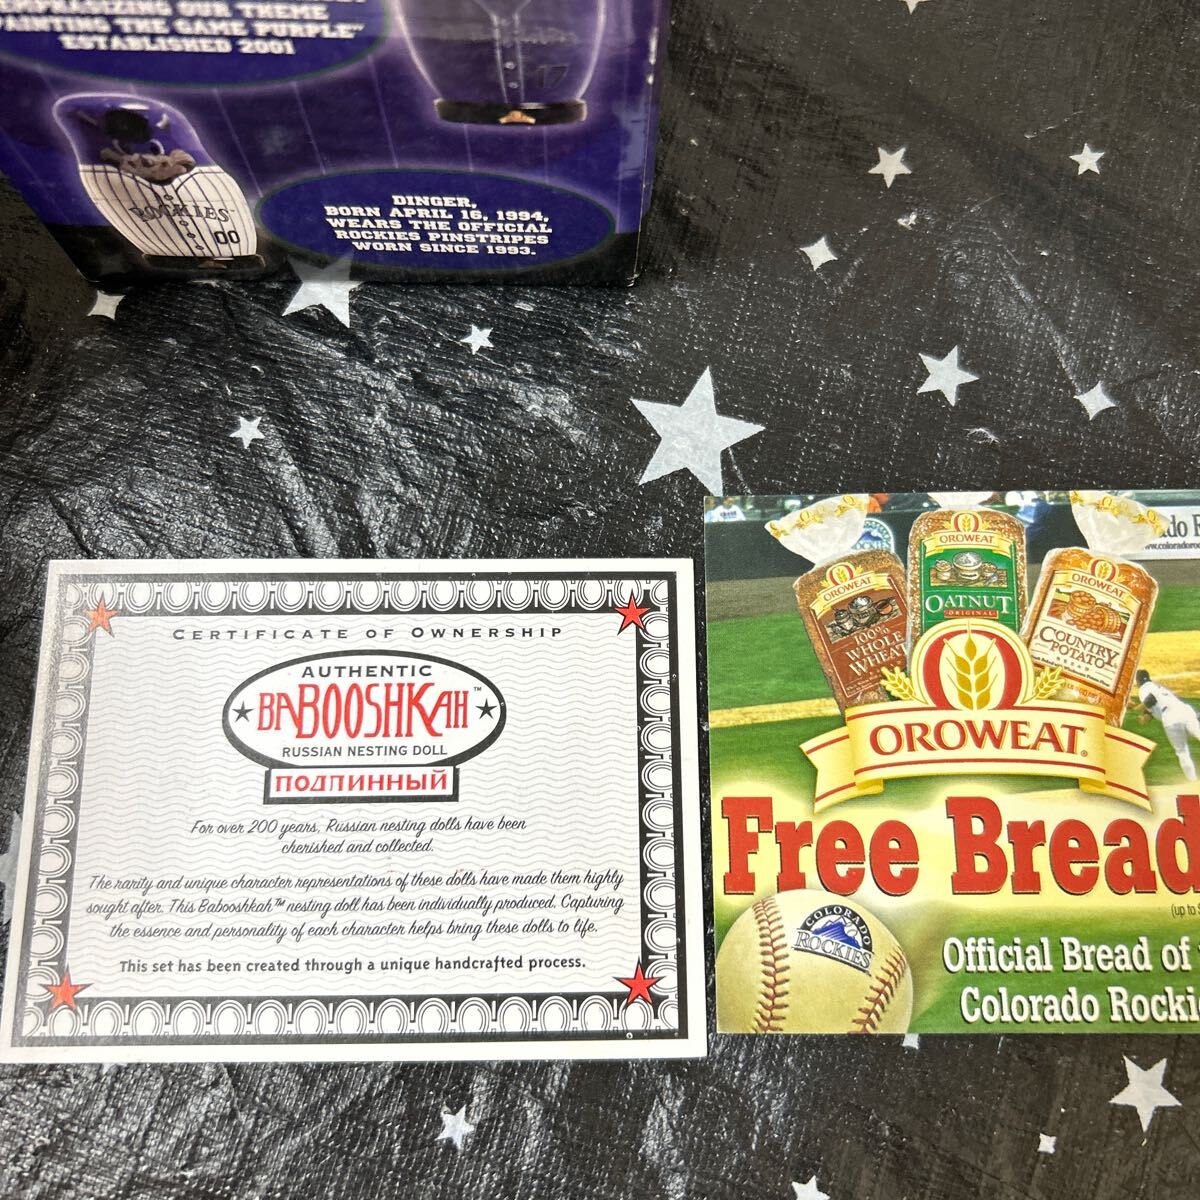 EMPHASIZING OUR THEME
"PAINTING THE GAME PURPLE"
ESTABLISHED 2001
17
ROCKIES
00
DINGER,
BORN APRIL 16, 1994,
WEARS THE OFFICIAL
ROCKIES PINSTRIPES
WORN SINCE 1993.
CERTIFICATE OF OWNERSHIP
AUTHENTIC
BABOOSHKAH™
RUSSIAN NESTING DOLL
ПОДПИННЫЙ
For over 200 years, Russian nesting dolls have been
cherished and collected.
The rarity and unique character representations of these dolls have made them highly
sought after. This Babooshkah™ nesting doll has been individually produced. Capturing
the essence and personality of each character helps bring these dolls to life.
This set has been created through a unique handcrafted process.
OROWEAT
100%
WHOLE
WHEAT
OROWEAT
OATNUT
ORIGINAL
OROWEAT
COUNTRY
POTATO
OROWEAT®
Free Bread
(up to $
COLORADO
ROCKIES
Official Bread of
Colorado Rocki